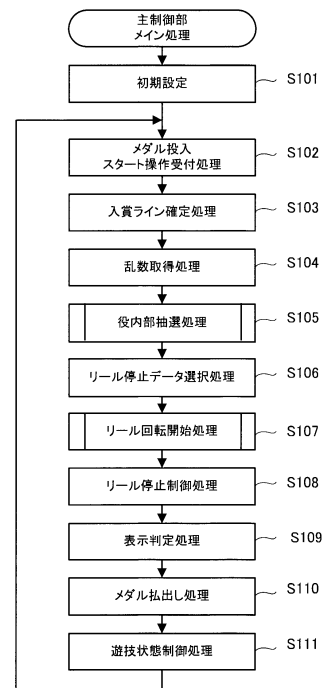 主制御部
メイン処理
初期設定
S101
メダル投入
スタート操作受付処理
S102
入賞ライン確定処理
S103
乱数取得処理
S104
役内部抽選処理
S105
リール停止データ選択処理
S106
リール回転開始処理
S107
リール停止制御処理
S108
表示判定処理
S109
メダル払出し処理
S110
遊技状態制御処理
S111